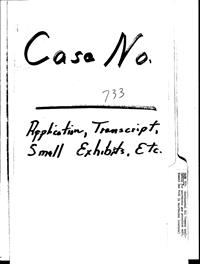 Case No.
733
Application, Transcript,
Small Exhibits, Etc.